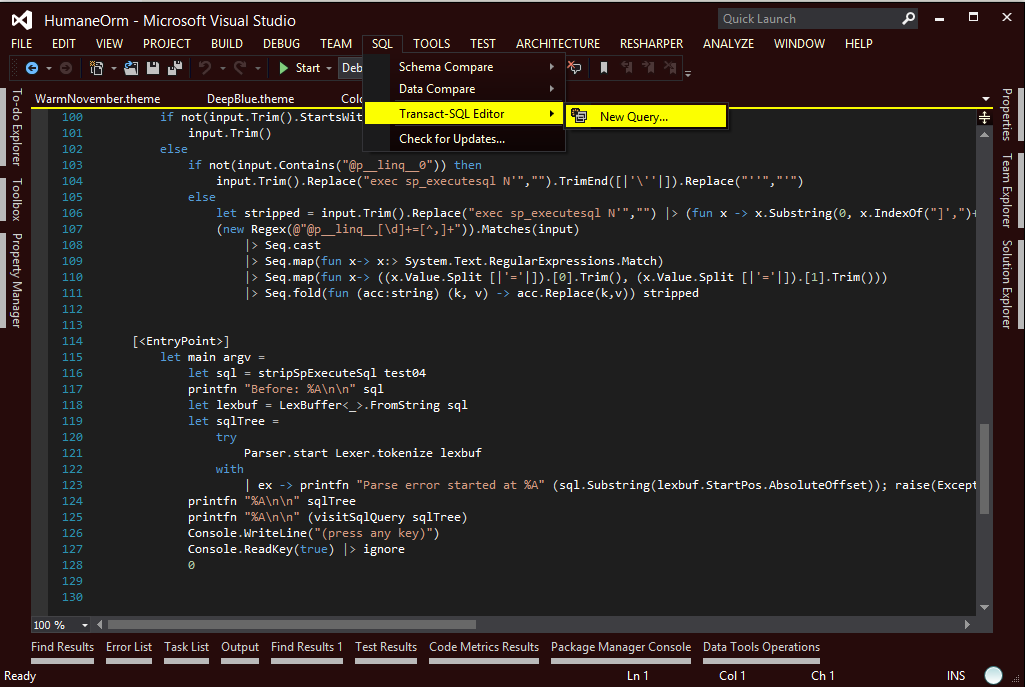 HumaneOrm - Microsoft Visual Studio
Quick Launch
FILE EDIT VIEW PROJECT BUILD DEBUG TEAM SQL TOOLS TEST ARCHITECTURE RESHARPER ANALYZE WINDOW HELP
Start Deb
Schema Compare
Data Compare
Transact-SQL Editor
New Query...
Check for Updates...
WarmNovember.theme DeepBlue.theme Colo
To-do Explorer
Toolbox
Property Manager
Properties
Team Explorer
Solution Explorer
100 if not(input.Trim().StartsWit
101 input.Trim()
102 else
103 if not(input.Contains("@p__linq__0")) then
104 input.Trim().Replace("exec sp_executesql N'","").TrimEnd([|'\''|]).Replace("''","'")
105 else
106 let stripped = input.Trim().Replace("exec sp_executesql N'","") |> (fun x -> x.Substring(0, x.IndexOf("]',")+
107 (new Regex(@"@p__linq__[\d]+=[^,]+")).Matches(input)
108 |> Seq.cast
109 |> Seq.map(fun x-> x:> System.Text.RegularExpressions.Match)
110 |> Seq.map(fun x-> ((x.Value.Split [|'='|]).[0].Trim(), (x.Value.Split [|'='|]).[1].Trim()))
111 |> Seq.fold(fun (acc:string) (k, v) -> acc.Replace(k,v)) stripped
112
113
114 [<EntryPoint>]
115 let main argv =
116 let sql = stripSpExecuteSql test04
117 printfn "Before: %A\n\n" sql
118 let lexbuf = LexBuffer<_>.FromString sql
119 let sqlTree =
120 try
121 Parser.start Lexer.tokenize lexbuf
122 with
123 | ex -> printfn "Parse error started at %A" (sql.Substring(lexbuf.StartPos.AbsoluteOffset)); raise(Except
124 printfn "%A\n\n" sqlTree
125 printfn "%A\n\n" (visitSqlQuery sqlTree)
126 Console.WriteLine("(press any key)")
127 Console.ReadKey(true) |> ignore
128 0
129
130
100 %
Find Results Error List Task List Output Find Results 1 Test Results Code Metrics Results Package Manager Console Data Tools Operations
Ready Ln 1 Col 1 Ch 1 INS